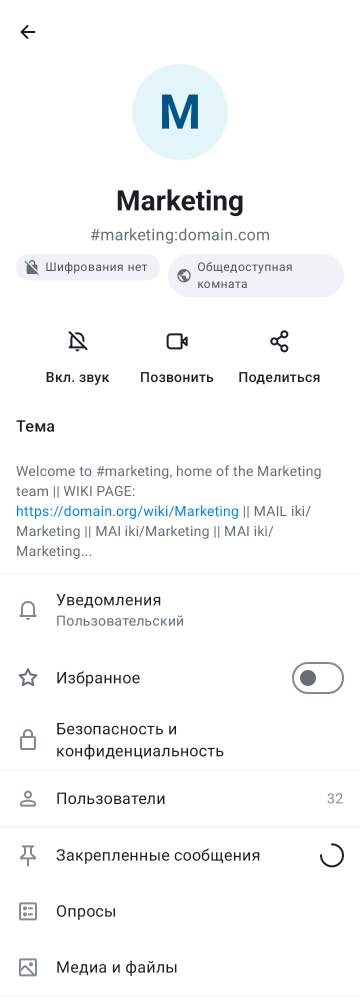 M
Marketing
#marketing:domain.com
Шифрования нет
Общедоступная
комната
Вкл. звук
Позвонить
Поделиться
Тема
Welcome to #marketing, home of the Marketing
team || WIKI PAGE:
https://domain.org/wiki/Marketing || MAIL iki/
Marketing || MAI iki/Marketing || MAI iki/
Marketing...
Уведомления
Пользовательский
Избранное
Безопасность и
конфиденциальность
Пользователи 32
Закрепленные сообщения
Опросы
Медиа и файлы